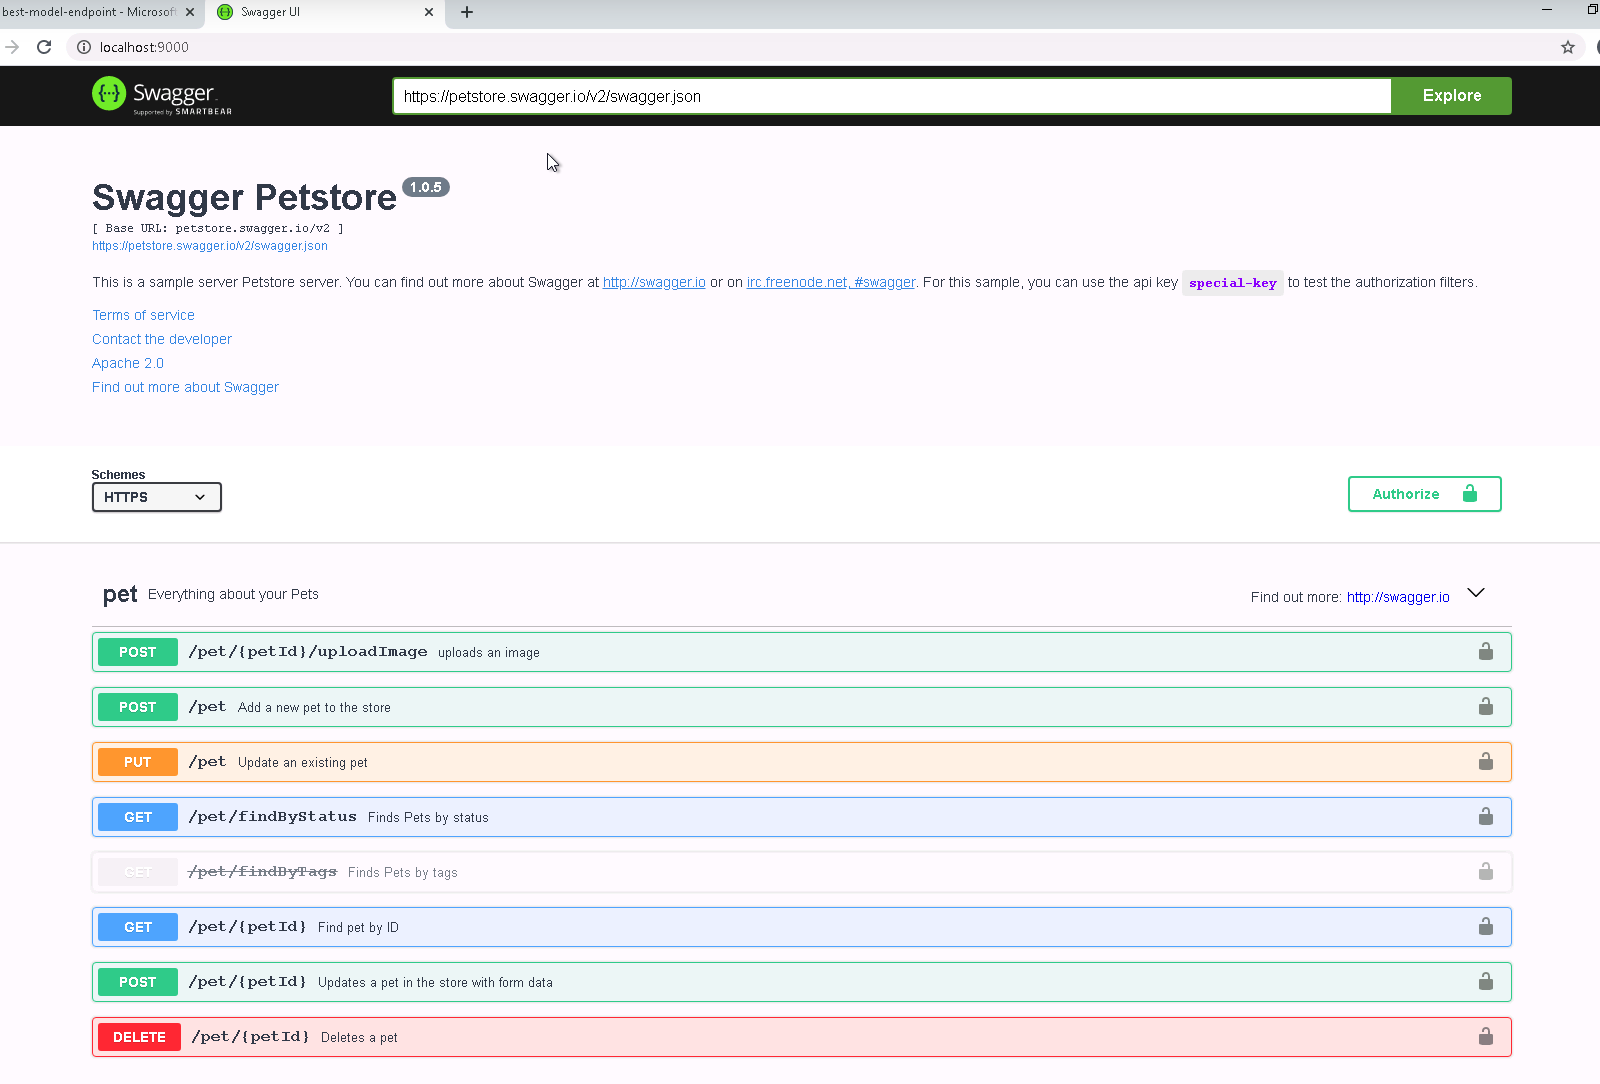 best-model-endpoint - Microsoft
Swagger UI
localhost:9000
Swagger
Supported by SMARTBEAR
https://petstore.swagger.io/v2/swagger.json
Explore
Swagger Petstore 1.0.5
[ Base URL: petstore.swagger.io/v2 ]
https://petstore.swagger.io/v2/swagger.json
This is a sample server Petstore server. You can find out more about Swagger at http://swagger.io or on irc.freenode.net, #swagger. For this sample, you can use the api key special-key to test the authorization filters.
Terms of service
Contact the developer
Apache 2.0
Find out more about Swagger
Schemes
HTTPS
Authorize
pet Everything about your Pets
Find out more: http://swagger.io
POST /pet/{petId}/uploadImage uploads an image
POST /pet Add a new pet to the store
PUT /pet Update an existing pet
GET /pet/findByStatus Finds Pets by status
GET /pet/findByTags Finds Pets by tags
GET /pet/{petId} Find pet by ID
POST /pet/{petId} Updates a pet in the store with form data
DELETE /pet/{petId} Deletes a pet